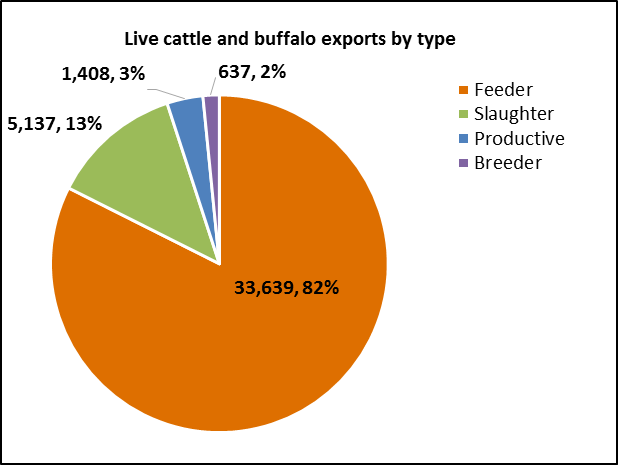 Live cattle and buffalo exports by type
1,408, 3%
637, 2%
5,137, 13%
33,639, 82%
Feeder
Slaughter
Productive
Breeder